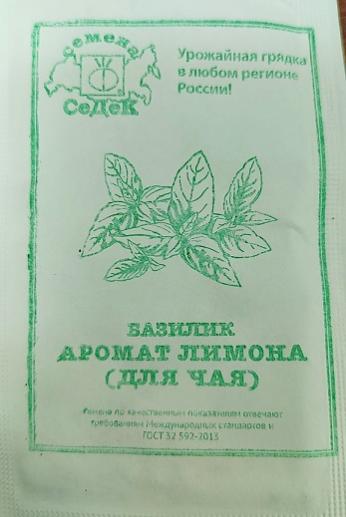 семена
СеДеК
Урожайная грядка
в любом регионе
России!
БАЗИЛИК
АРОМАТ ЛИМОНА
(ДЛЯ ЧАЯ)
Семена по качественным показателям отвечают
требованиям Международных стандартов и
ГОСТ 32 592-2013